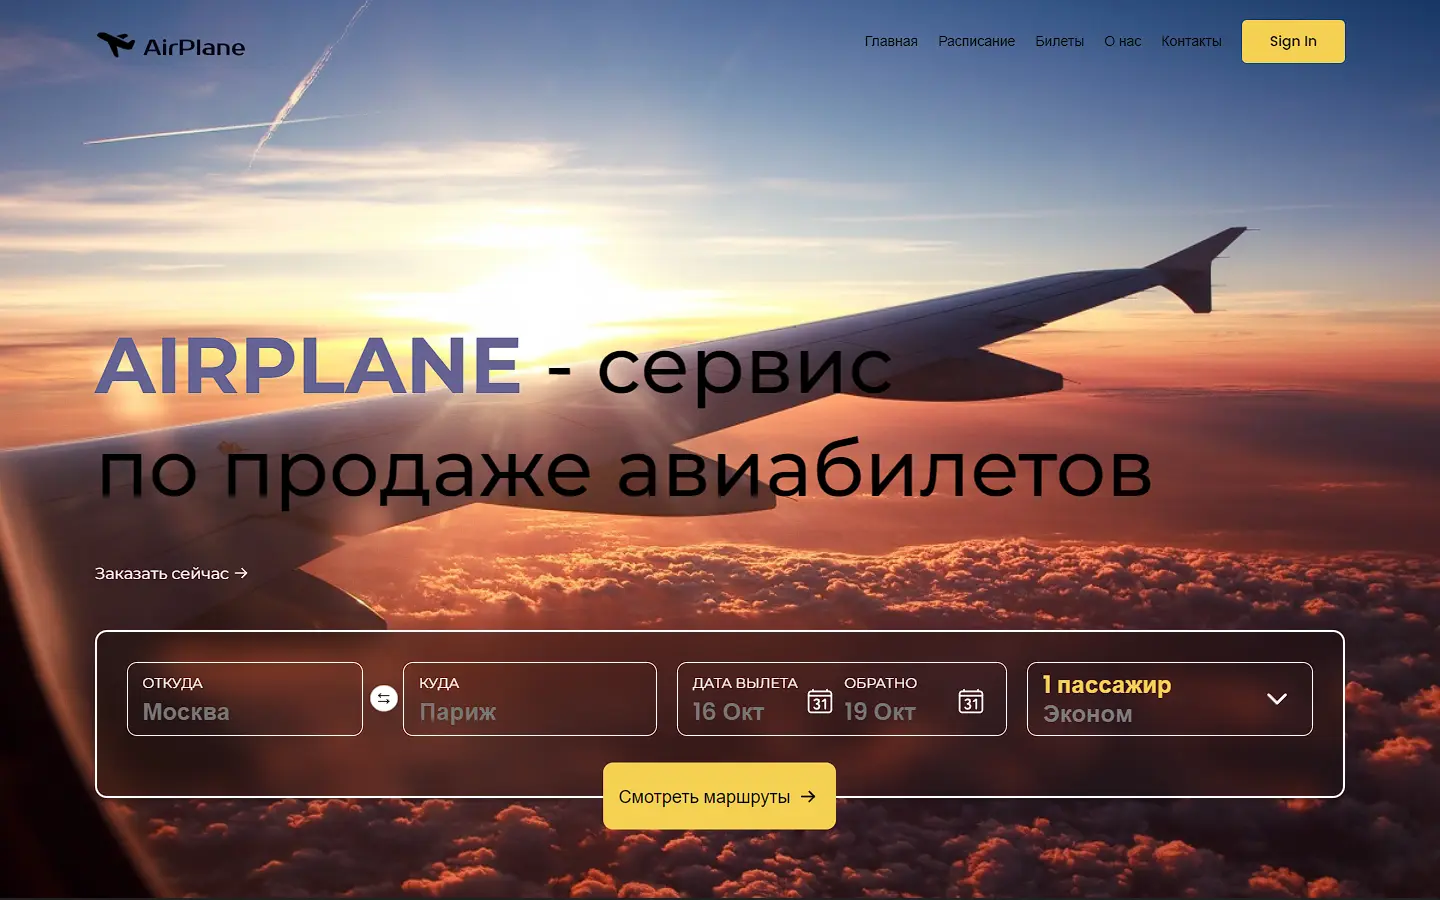 AirPlane
Главная Расписание Билеты О нас Контакты Sign In
AIRPLANE - сервис
по продаже авиабилетов
Заказать сейчас →
ОТКУДА КУДА ДАТА ВЫЛЕТА ОБРАТНО 1 пассажир
Москва Париж 16 Окт 31 19 Окт 31 Эконом
Смотреть маршруты →